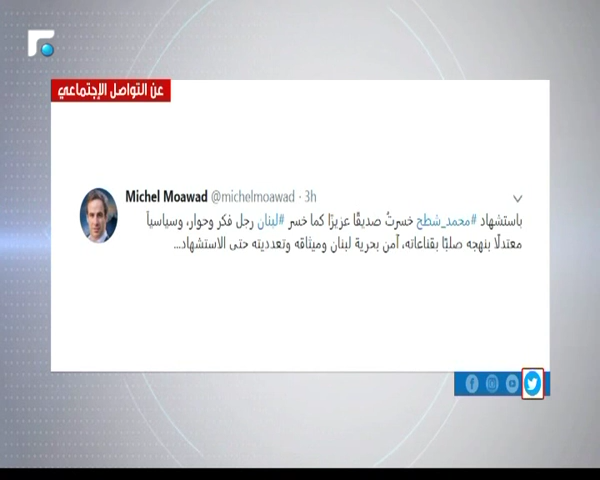 عن التواصل الإجتماعي
Michel Moawad @michelmoawad · 3h
باستشهاد #محمد_شطح خسرتُ صديقًا عزيزًا كما خسر #لبنان رجل فكر وحوار، وسياسياً
معتدلًا بنهجه صلبًا بقناعاته، آمن بحرية لبنان وميثاقه وتعدديته حتى الاستشهاد...